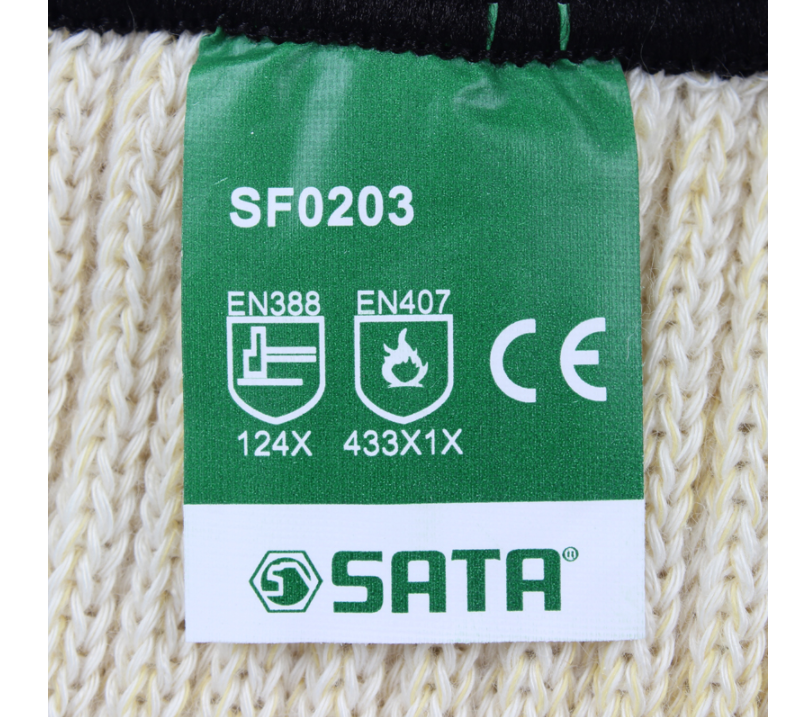 SF0203
EN388 EN407
CE
124X 433X1X
SATA®